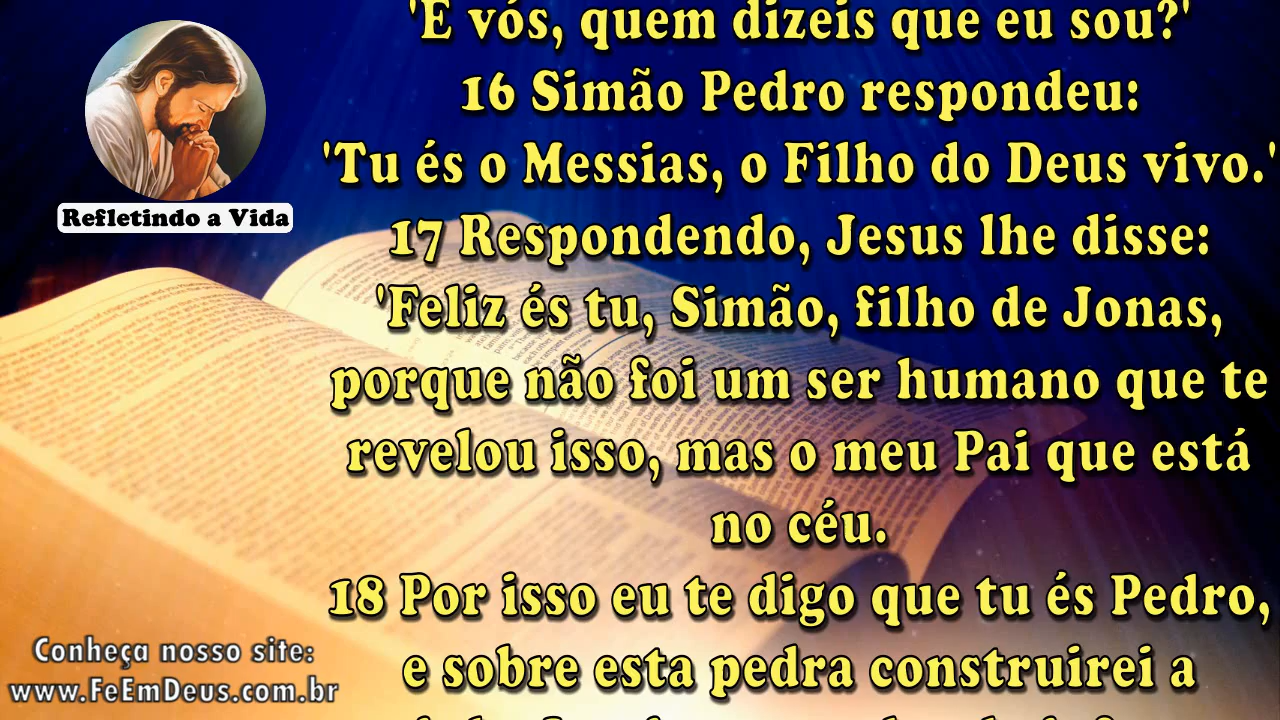 'E vós, quem dizeis que eu sou?'
16 Simão Pedro respondeu:
'Tu és o Messias, o Filho do Deus vivo.'
17 Respondendo, Jesus lhe disse:
'Feliz és tu, Simão, filho de Jonas,
porque não foi um ser humano que te
revelou isso, mas o meu Pai que está
no céu.
18 Por isso eu te digo que tu és Pedro,
e sobre esta pedra construirei a
Refletindo a Vida
Conheça nosso site:
www.FeEmDeus.com.br